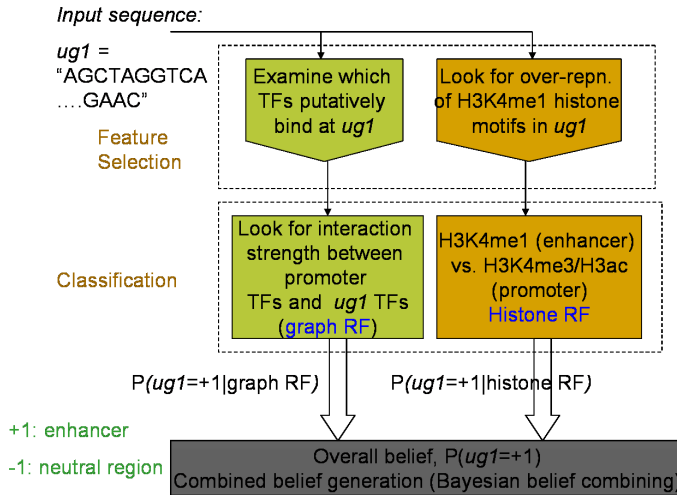 Input sequence:
ug1 =
“AGCTAGGTCA
….GAAC”
Feature
Selection
Examine which
TFs putatively
bind at ug1
Look for over-repn.
of H3K4me1 histone
motifs in ug1
Classification
Look for interaction
strength between
promoter
TFs and ug1 TFs
(graph RF)
H3K4me1 (enhancer)
vs. H3K4me3/H3ac
(promoter)
Histone RF
P(ug1=+1|graph RF)
P(ug1=+1|histone RF)
+1: enhancer
-1: neutral region
Overall belief, P(ug1=+1)
Combined belief generation (Bayesian belief combining)